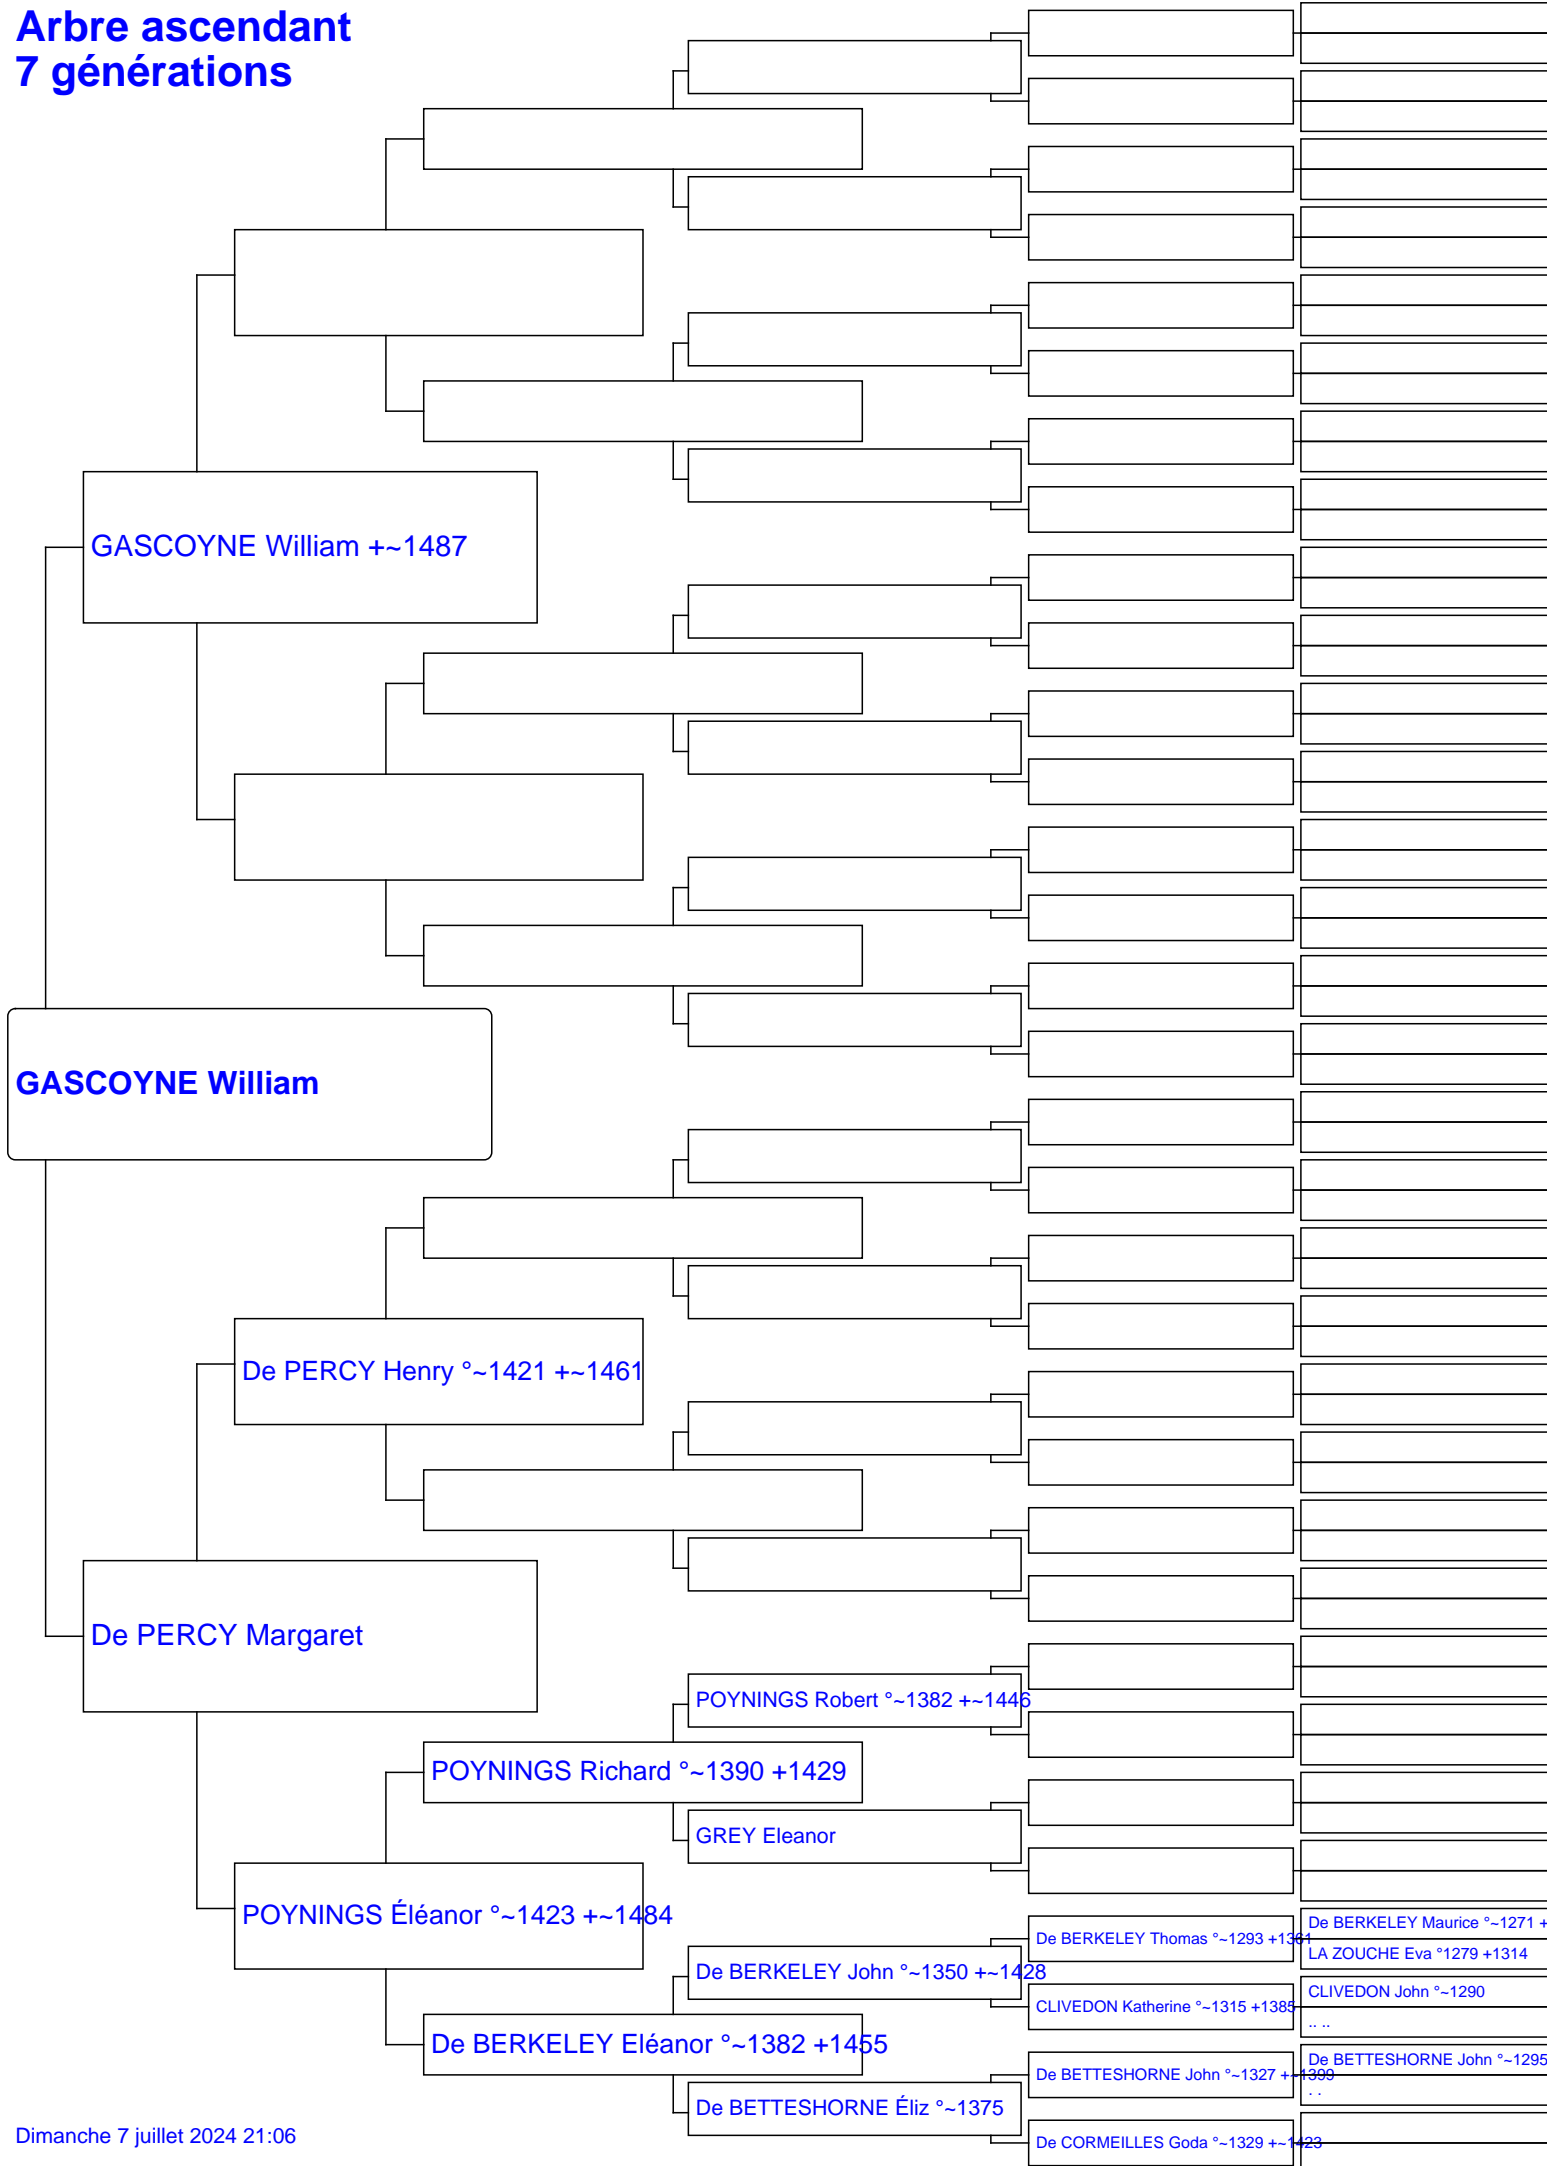 Arbre ascendant
7 générations
GASCOYNE William +~1487
GASCOYNE William
De PERCY Henry °~1421 +~1461
De PERCY Margaret
POYNINGS Robert °~1382 +~1446
POYNINGS Richard °~1390 +1429
GREY Eleanor
POYNINGS Éléanor °~1423 +~1484
De BERKELEY Maurice °~1271 +
De BERKELEY Thomas °~1293 +1361
LA ZOUCHE Eva °1279 +1314
De BERKELEY John °~1350 +~1428
CLIVEDON John °~1290
CLIVEDON Katherine °~1315 +1385
.. ..
De BERKELEY Eléanor °~1382 +1455
De BETTESHORNE John °~1295
De BETTESHORNE John °~1327 +~1399
. .
De BETTESHORNE Éliz °~1375
De CORMEILLES Goda °~1329 +~1423
Dimanche 7 juillet 2024 21:06